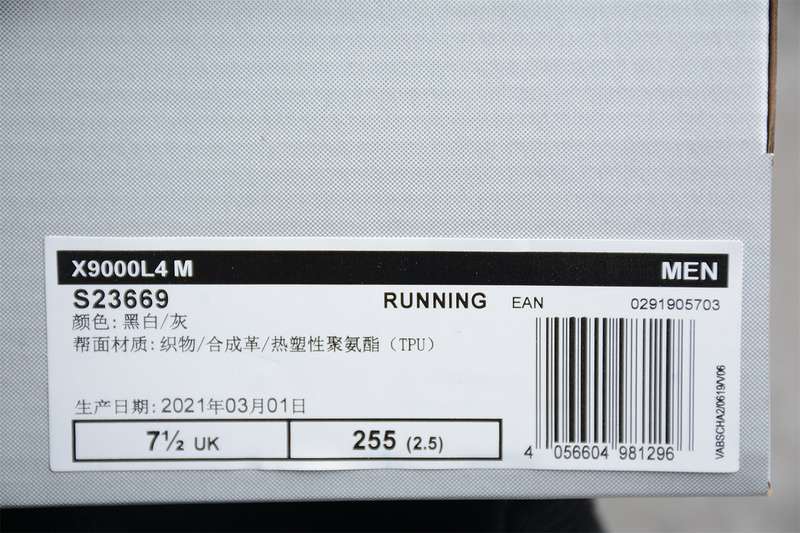 X9000L4 M MEN
S23669 RUNNING EAN 0291905703
颜色: 黑白/灰
帮面材质: 织物/合成革/热塑性聚氨酯（TPU）
生产日期: 2021年03月01日
7½ UK 255 (2.5)
4 056604 981296
VABSCHA2/0619/V06